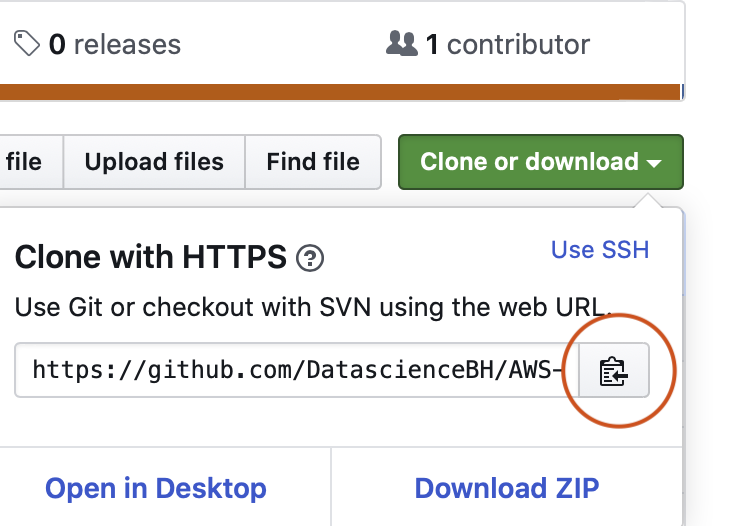 0 releases
1 contributor
file
Upload files
Find file
Clone or download
Clone with HTTPS ?
Use SSH
Use Git or checkout with SVN using the web URL.
https://github.com/DatascienceBH/AWS-
Open in Desktop
Download ZIP